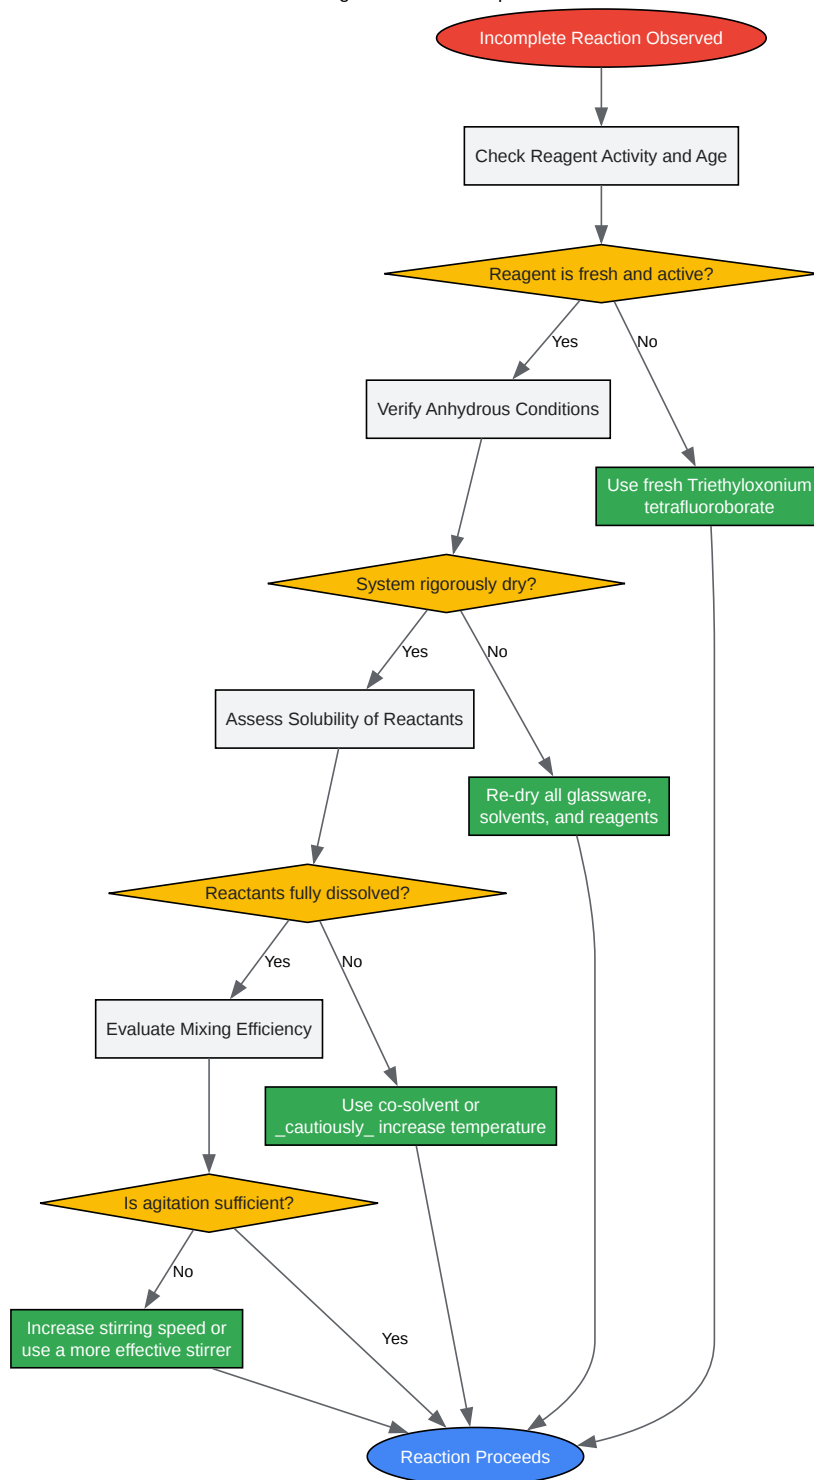 Incomplete Reaction Observed
Check Reagent Activity and Age
Reagent is fresh and active?
Yes
No
Verify Anhydrous Conditions
Use fresh Triethyloxonium
tetrafluoroborate
System rigorously dry?
Yes
No
Assess Solubility of Reactants
Re-dry all glassware,
solvents, and reagents
Reactants fully dissolved?
Yes
No
Evaluate Mixing Efficiency
Use co-solvent or
_cautiously_ increase temperature
Is agitation sufficient?
No
Increase stirring speed or
use a more effective stirrer
Yes
Reaction Proceeds